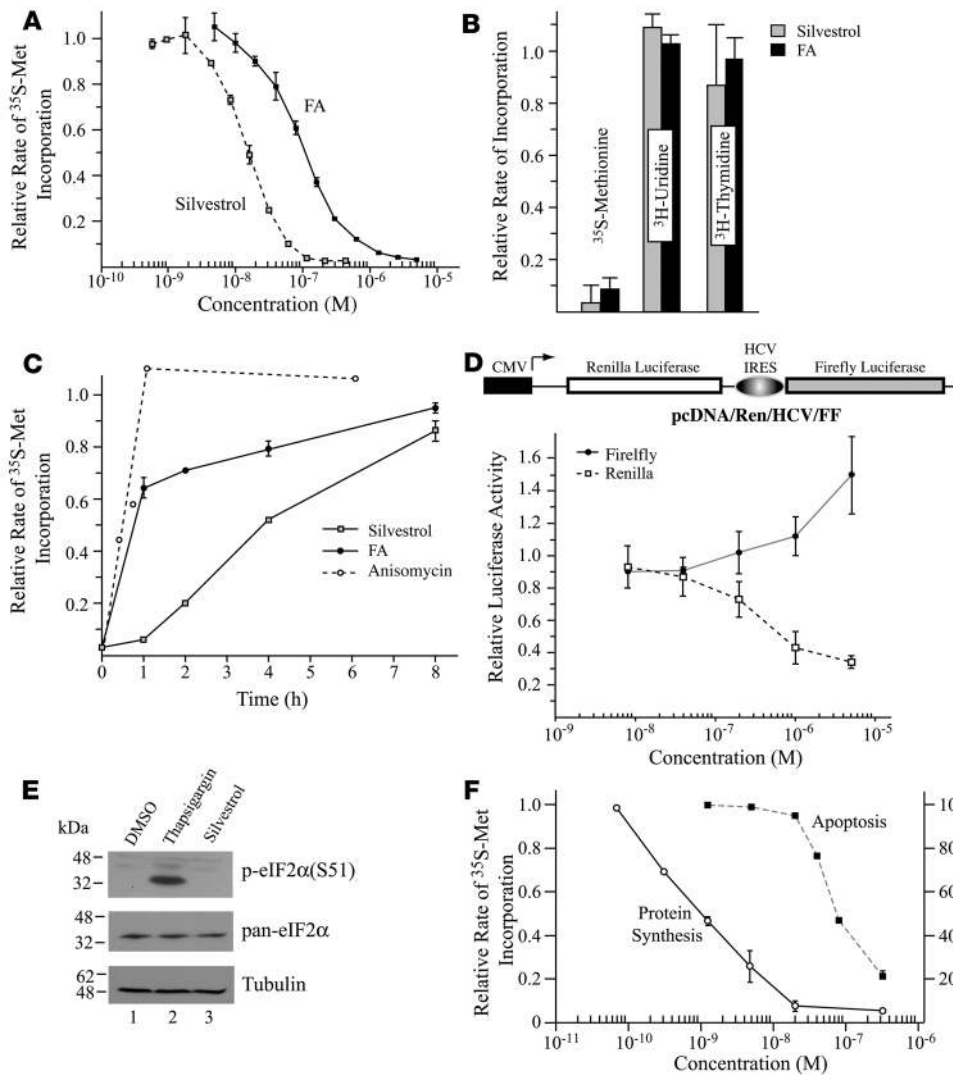 A
Relative Rate of ³⁵S-Met
Incorporation
1.0
0.8
0.6
0.4
0.2
FA
Silvestrol
10⁻¹⁰ 10⁻⁹ 10⁻⁸ 10⁻⁷ 10⁻⁶ 10⁻⁵
Concentration (M)
B
Relative Rate of Incorporation
1.0
0.8
0.6
0.4
0.2
Silvestrol
FA
³⁵S-Methionine
³H-Uridine
³H-Thymidine
C
Relative Rate of ³⁵S-Met
Incorporation
1.0
0.8
0.6
0.4
0.2
Silvestrol
FA
Anisomycin
0 1 2 3 4 5 6 7 8
Time (h)
D
CMV
Renilla Luciferase
HCV
IRES
Firefly Luciferase
pcDNA/Ren/HCV/FF
Firelfly
Renilla
Relative Luciferase Activity
1.6
1.4
1.2
1.0
0.8
0.6
0.4
0.2
10⁻⁹ 10⁻⁸ 10⁻⁷ 10⁻⁶ 10⁻⁵
Concentration (M)
E
kDa
DMSO
Thapsigargin
Silvestrol
48
32
p-eIF2α(S51)
48
32
pan-eIF2α
62
48
Tubulin
1 2 3
F
Relative Rate of ³⁵S-Met
Incorporation
1.0
0.8
0.6
0.4
0.2
0
Apoptosis
Protein
Synthesis
80
60
40
20
10⁻¹¹ 10⁻¹⁰ 10⁻⁹ 10⁻⁸ 10⁻⁷ 10⁻⁶
Concentration (M)